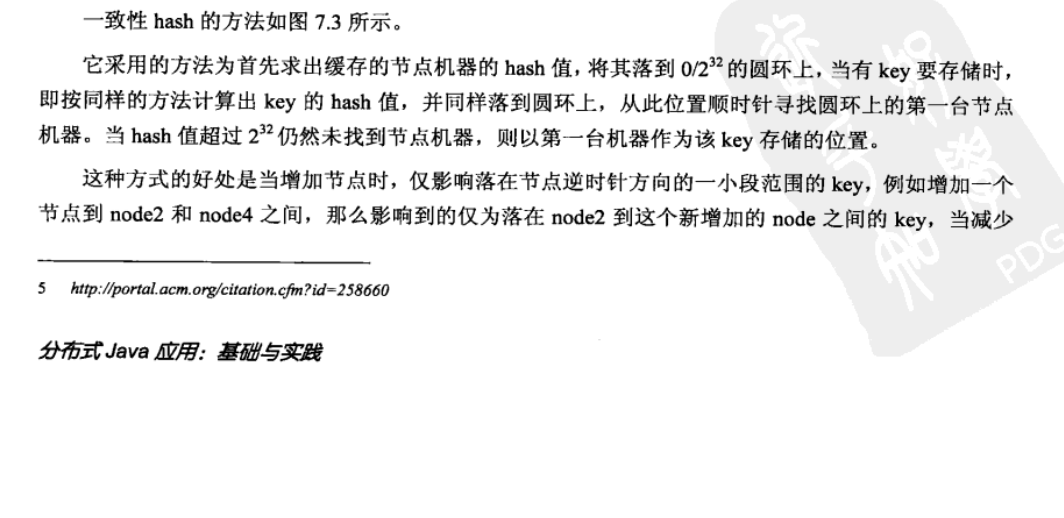 一致性 hash 的方法如图 7.3 所示。
它采用的方法为首先求出缓存的节点机器的 hash 值，将其落到 0/2³² 的圆环上，当有 key 要存储时，
即按同样的方法计算出 key 的 hash 值，并同样落到圆环上，从此位置顺时针寻找圆环上的第一台节点
机器。当 hash 值超过 2³² 仍然未找到节点机器，则以第一台机器作为该 key 存储的位置。
这种方式的好处是当增加节点时，仅影响落在节点逆时针方向的一小段范围的 key，例如增加一个
节点到 node2 和 node4 之间，那么影响到的仅为落在 node2 到这个新增加的 node 之间的 key，当减少
5 http://portal.acm.org/citation.cfm?id=258660
分布式 Java 应用：基础与实践
PDG